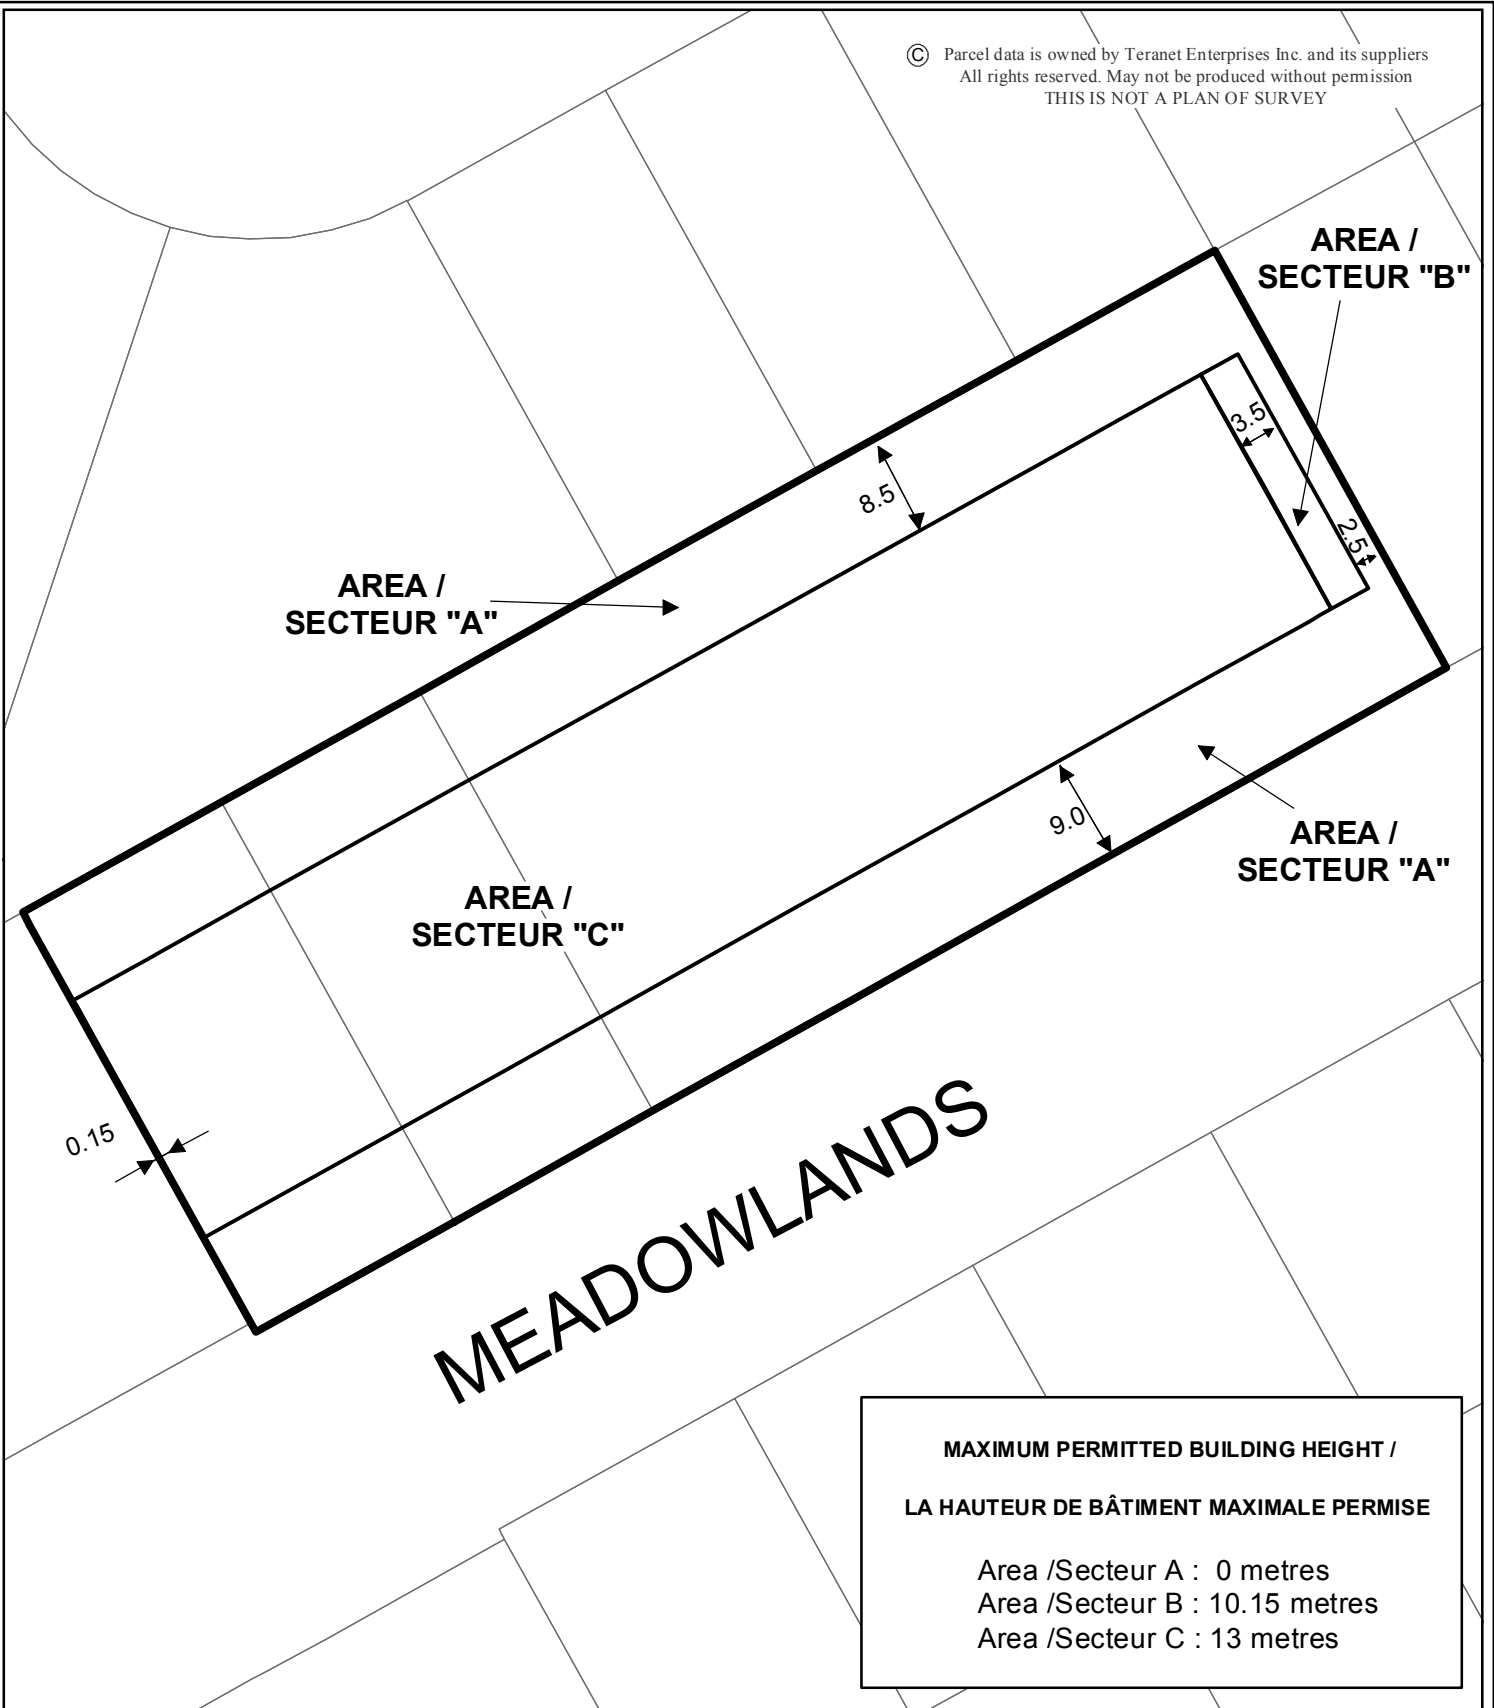 © Parcel data is owned by Teranet Enterprises Inc. and its suppliers
All rights reserved. May not be produced without permission
THIS IS NOT A PLAN OF SURVEY
AREA /
SECTEUR "B"
3.5
8.5
2.5
AREA /
SECTEUR "A"
9.0
AREA /
SECTEUR "A"
AREA /
SECTEUR "C"
0.15
MEADOWLANDS
MAXIMUM PERMITTED BUILDING HEIGHT /
LA HAUTEUR DE BÂTIMENT MAXIMALE PERMISE
Area /Secteur A : 0 metres
Area /Secteur B : 10.15 metres
Area /Secteur C : 13 metres